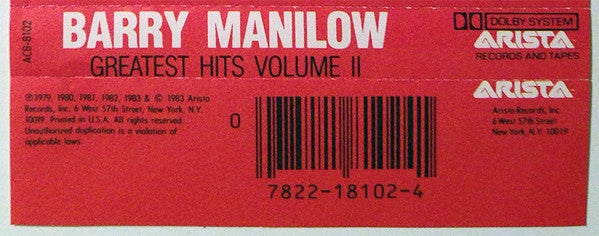 AC8-8102
BARRY MANILOW
GREATEST HITS VOLUME II
DOLBY SYSTEM
ARISTA
RECORDS AND TAPES
℗1979, 1980, 1981, 1982, 1983 & © 1983 Arista
Records, Inc. 6 West 57th Street, New York, N.Y.
10019. Printed in U.S.A. All rights reserved.
Unauthorized duplication is a violation of
applicable laws.
0
7822-18102-4
ARISTA
Arista Records, Inc.
6 West 57th Street
New York, N.Y. 10019